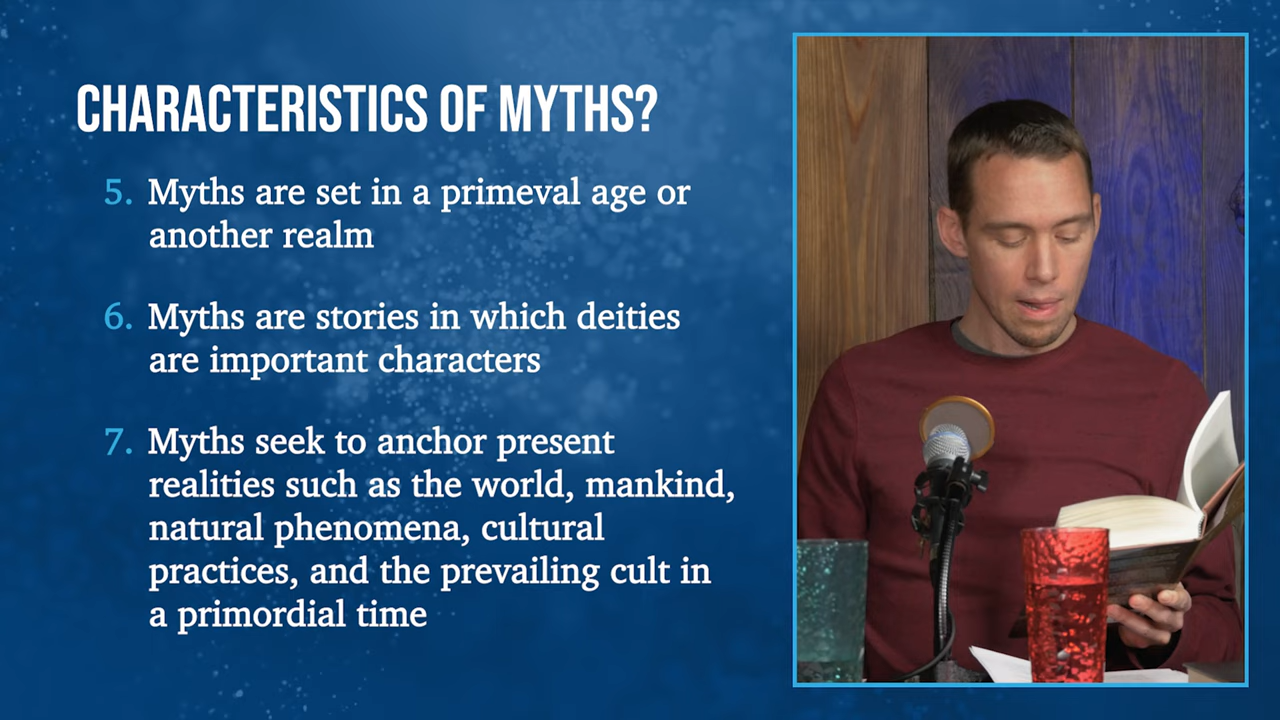 CHARACTERISTICS OF MYTHS?
5. Myths are set in a primeval age or
another realm
6. Myths are stories in which deities
are important characters
7. Myths seek to anchor present
realities such as the world, mankind,
natural phenomena, cultural
practices, and the prevailing cult in
a primordial time